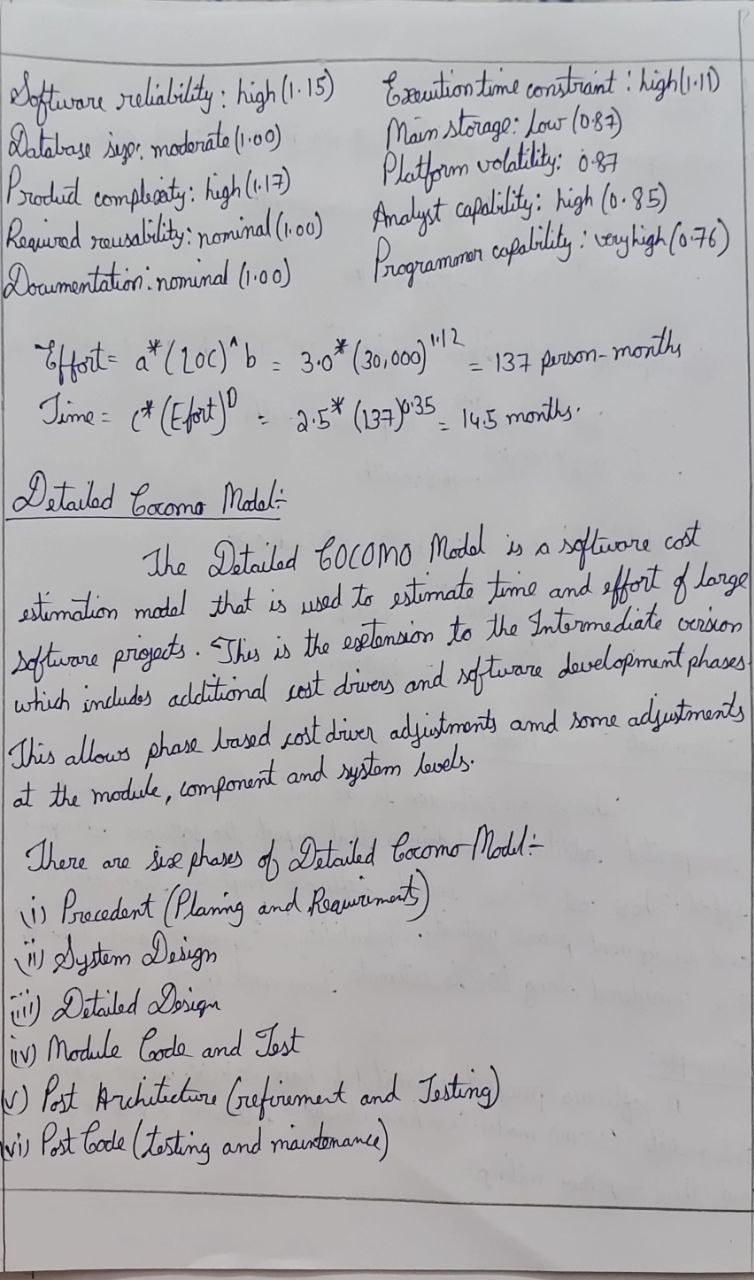 Software reliability: high (1.15)
Database size: moderate (1.00)
Product complexity: high (1.17)
Required reusability: nominal (1.00)
Documentation: nominal (1.00)
Execution time constraint: high (1.11)
Main storage: Low (0.87)
Platform volatility: 0.87
Analyst capability: high (0.85)
Programmer capability: very high (0.76)
Effort = a*(LOC)^b = 3.0*(30,000)^1.12 = 137 person-months
Time = c*(Efort)^D = 2.5*(137)^0.35 = 14.5 months.
Detailed Cocomo Model:-
The Detailed COCOMO Model is a software cost
estimation model that is used to estimate time and effort of large
software projects. This is the extension to the Intermediate version
which includes additional cost drivers and software development phases.
This allows phase based cost driver adjustments and some adjustments
at the module, component and system levels.
There are six phases of Detailed Cocomo Model:-
(i) Precedent (Planing and Requirements)
(ii) System Design
(iii) Detailed Design
(iv) Module Code and Test
(v) Post Architecture (refirement and Testing)
(vi) Post Code (testing and maintenance)